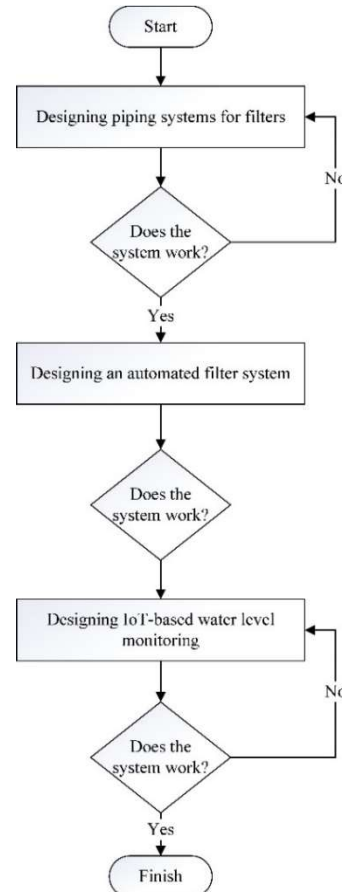 Start
Designing piping systems for filters
No
Does the
system work?
Yes
Designing an automated filter system
Does the
system work?
Designing IoT-based water level
monitoring
No
Does the
system work?
Yes
Finish